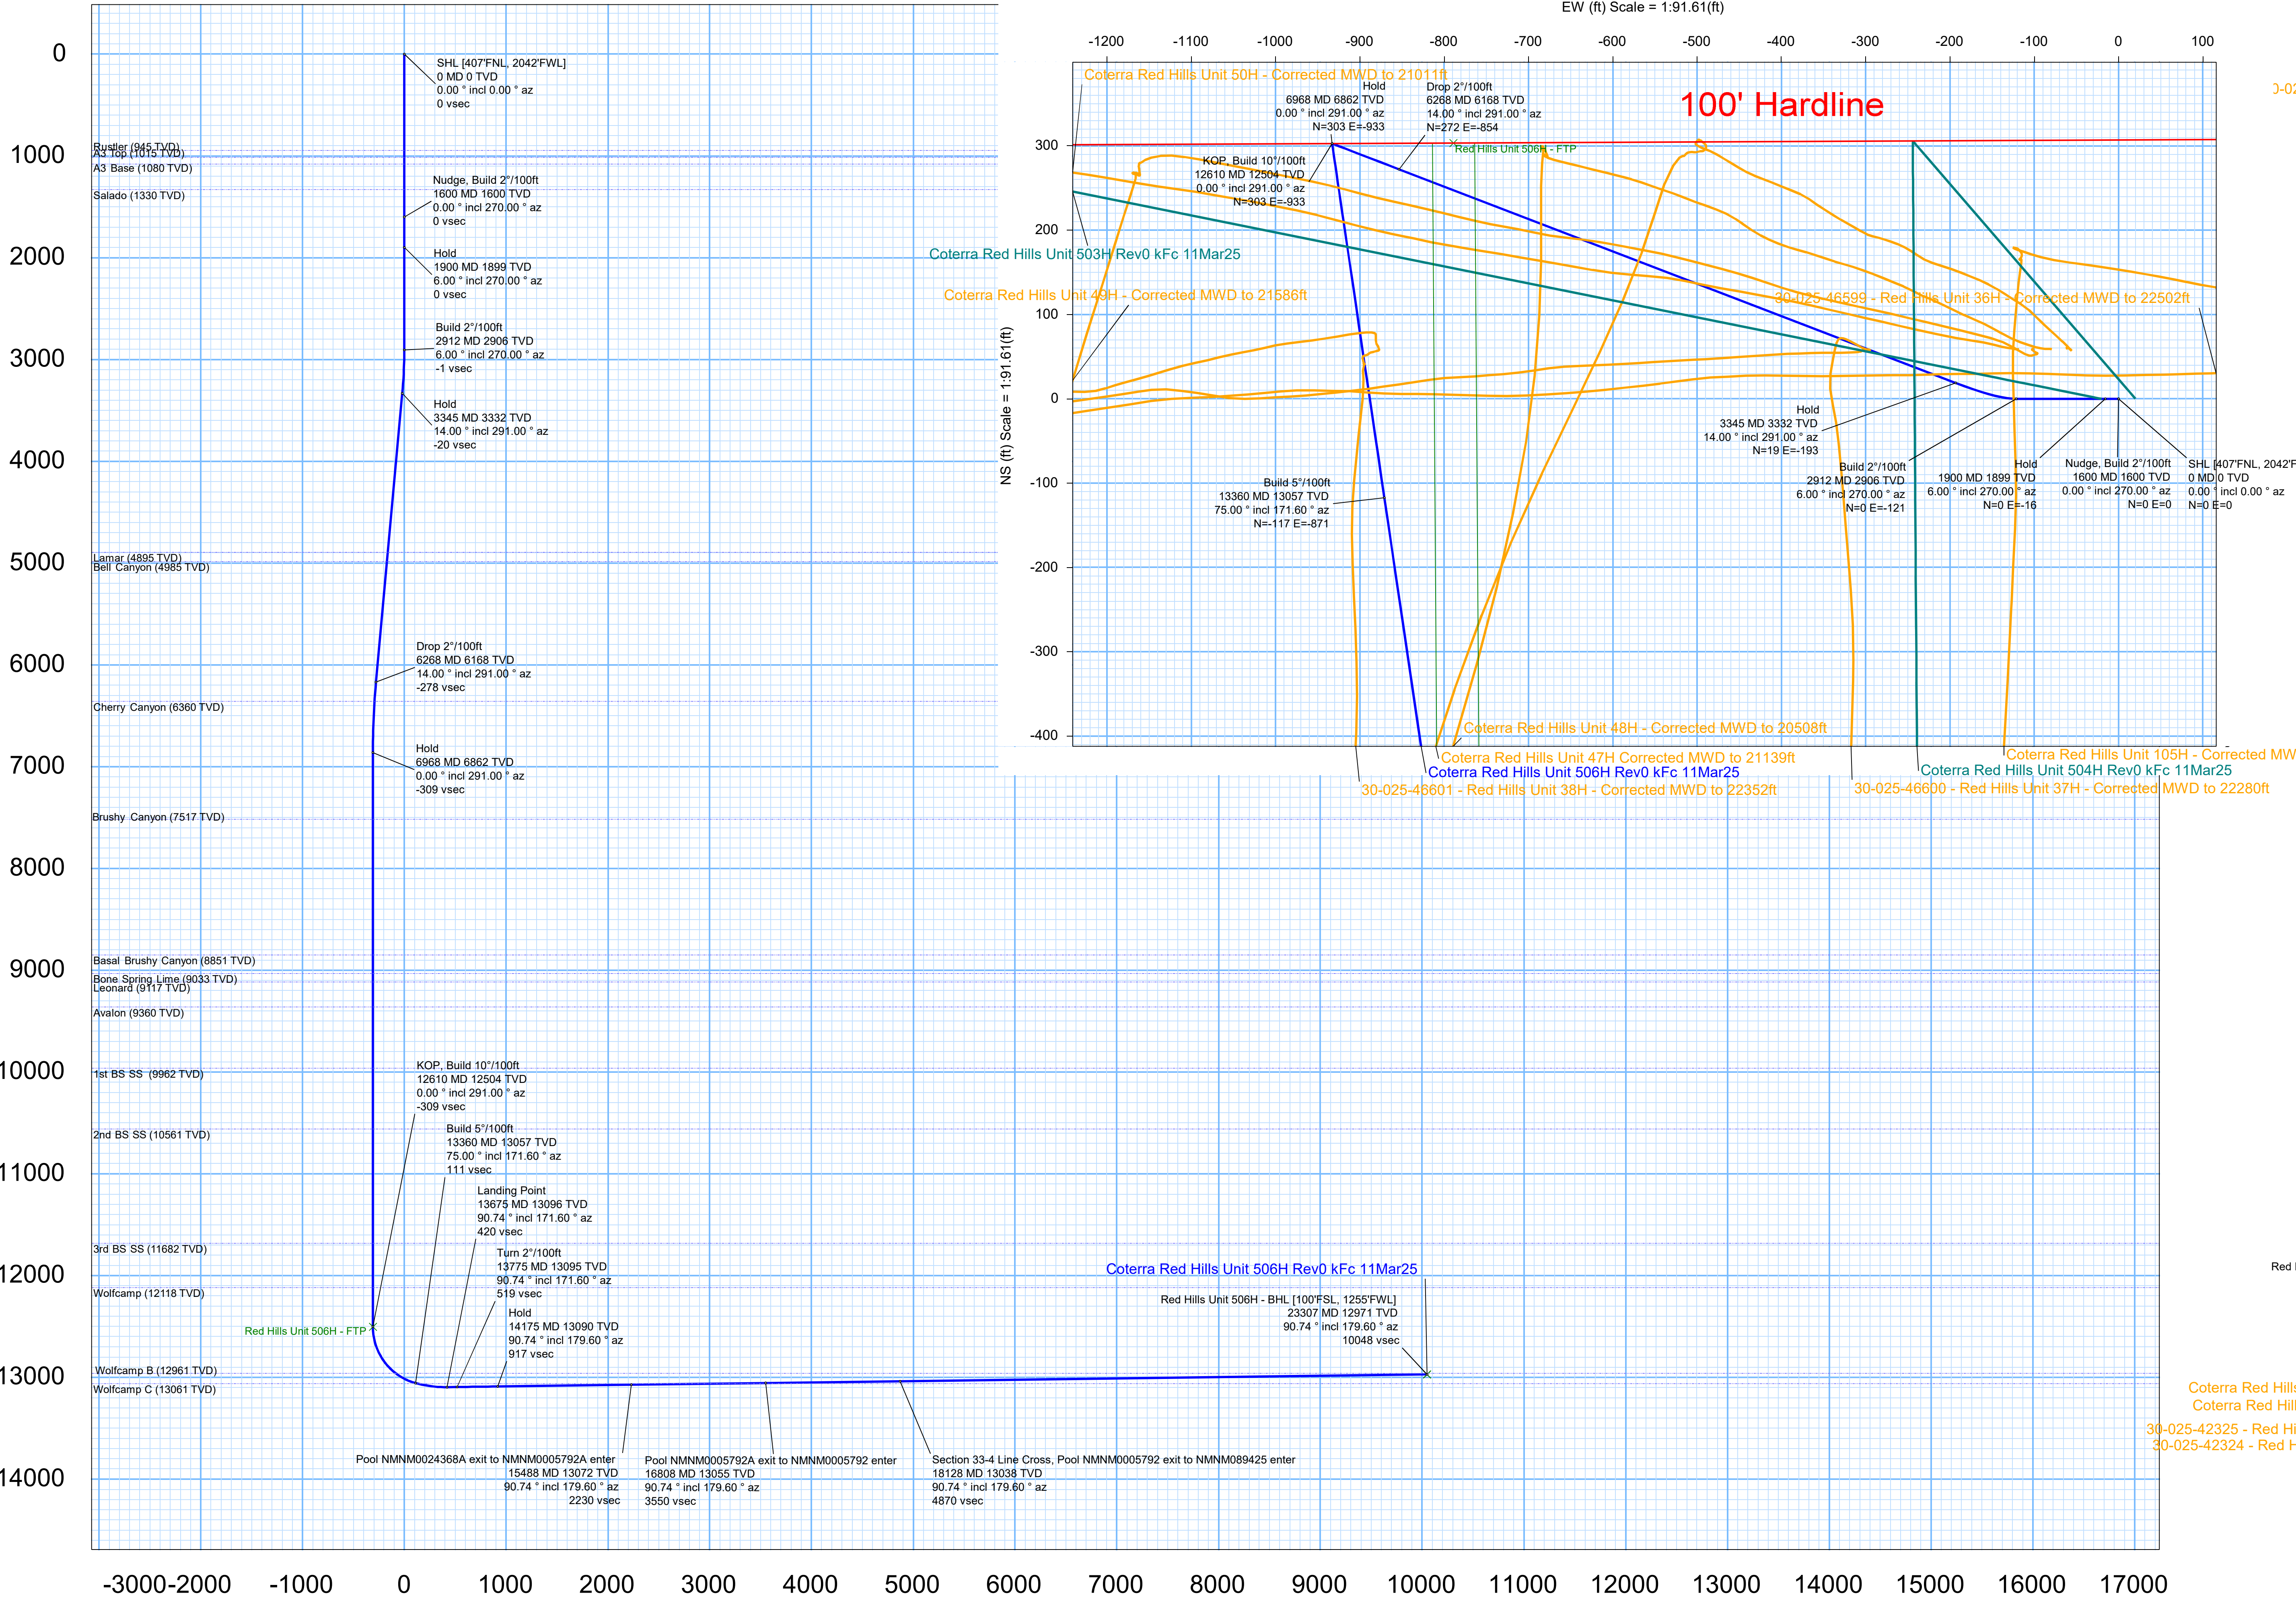 EW (ft) Scale = 1:91.61(ft)
-1200 -1100 -1000 -900 -800 -700 -600 -500 -400 -300 -200 -100 0 100
Coterra Red Hills Unit 50H - Corrected MWD to 21011ft
100' Hardline
Hold
6968 MD 6862 TVD
0.00 ° incl 291.00 ° az
N=303 E=-933
Drop 2°/100ft
6268 MD 6168 TVD
14.00 ° incl 291.00 ° az
N=272 E=-854
Red Hills Unit 506H - FTP
KOP, Build 10°/100ft
12610 MD 12504 TVD
0.00 ° incl 291.00 ° az
N=303 E=-933
Coterra Red Hills Unit 503H Rev0 kFc 11Mar25
Coterra Red Hills Unit 49H - Corrected MWD to 21586ft
30-025-46599 - Red Hills Unit 36H - Corrected MWD to 22502ft
NS (ft) Scale = 1:91.61(ft)
300
200
100
0
-100
-200
-300
-400
Hold
3345 MD 3332 TVD
14.00 ° incl 291.00 ° az
N=19 E=-193
Build 2°/100ft
2912 MD 2906 TVD
6.00 ° incl 270.00 ° az
N=0 E=-121
Hold
1900 MD 1899 TVD
6.00 ° incl 270.00 ° az
N=0 E=-16
Nudge, Build 2°/100ft
1600 MD 1600 TVD
0.00 ° incl 270.00 ° az
N=0 E=0
SHL [407'FNL, 2042'F
0 MD 0 TVD
0.00 ° incl 0.00 ° az
N=0 E=0
Build 5°/100ft
13360 MD 13057 TVD
75.00 ° incl 171.60 ° az
N=-117 E=-871
Coterra Red Hills Unit 48H - Corrected MWD to 20508ft
Coterra Red Hills Unit 47H Corrected MWD to 21139ft
Coterra Red Hills Unit 105H - Corrected MW
Coterra Red Hills Unit 506H Rev0 kFc 11Mar25
Coterra Red Hills Unit 504H Rev0 kFc 11Mar25
30-025-46601 - Red Hills Unit 38H - Corrected MWD to 22352ft
30-025-46600 - Red Hills Unit 37H - Corrected MWD to 22280ft
0
1000
2000
3000
4000
5000
6000
7000
8000
9000
10000
11000
12000
13000
14000
SHL [407'FNL, 2042'FWL]
0 MD 0 TVD
0.00 ° incl 0.00 ° az
0 vsec
Rustler (945 TVD)
A3 Top (1015 TVD)
A3 Base (1080 TVD)
Salado (1330 TVD)
Nudge, Build 2°/100ft
1600 MD 1600 TVD
0.00 ° incl 270.00 ° az
0 vsec
Hold
1900 MD 1899 TVD
6.00 ° incl 270.00 ° az
0 vsec
Build 2°/100ft
2912 MD 2906 TVD
6.00 ° incl 270.00 ° az
-1 vsec
Hold
3345 MD 3332 TVD
14.00 ° incl 291.00 ° az
-20 vsec
Lamar (4895 TVD)
Bell Canyon (4985 TVD)
Drop 2°/100ft
6268 MD 6168 TVD
14.00 ° incl 291.00 ° az
-278 vsec
Cherry Canyon (6360 TVD)
Hold
6968 MD 6862 TVD
0.00 ° incl 291.00 ° az
-309 vsec
Brushy Canyon (7517 TVD)
Basal Brushy Canyon (8851 TVD)
Bone Spring Lime (9033 TVD)
Leonard (9117 TVD)
Avalon (9360 TVD)
1st BS SS (9962 TVD)
KOP, Build 10°/100ft
12610 MD 12504 TVD
0.00 ° incl 291.00 ° az
-309 vsec
2nd BS SS (10561 TVD)
Build 5°/100ft
13360 MD 13057 TVD
75.00 ° incl 171.60 ° az
111 vsec
Landing Point
13675 MD 13096 TVD
90.74 ° incl 171.60 ° az
420 vsec
3rd BS SS (11682 TVD)
Turn 2°/100ft
13775 MD 13095 TVD
90.74 ° incl 171.60 ° az
519 vsec
Wolfcamp (12118 TVD)
Hold
14175 MD 13090 TVD
90.74 ° incl 179.60 ° az
917 vsec
Red Hills Unit 506H - FTP
Coterra Red Hills Unit 506H Rev0 kFc 11Mar25
Red Hills Unit 506H - BHL [100'FSL, 1255'FWL]
23307 MD 12971 TVD
90.74 ° incl 179.60 ° az
10048 vsec
Wolfcamp B (12961 TVD)
Wolfcamp C (13061 TVD)
Pool NMNM0024368A exit to NMNM0005792A enter
15488 MD 13072 TVD
90.74 ° incl 179.60 ° az
2230 vsec
Pool NMNM0005792A exit to NMNM0005792 enter
16808 MD 13055 TVD
90.74 ° incl 179.60 ° az
3550 vsec
Section 33-4 Line Cross, Pool NMNM0005792 exit to NMNM089425 enter
18128 MD 13038 TVD
90.74 ° incl 179.60 ° az
4870 vsec
Red
Coterra Red Hills
Coterra Red Hil
30-025-42325 - Red Hi
30-025-42324 - Red H
-3000 -2000 -1000 0 1000 2000 3000 4000 5000 6000 7000 8000 9000 10000 11000 12000 13000 14000 15000 16000 17000